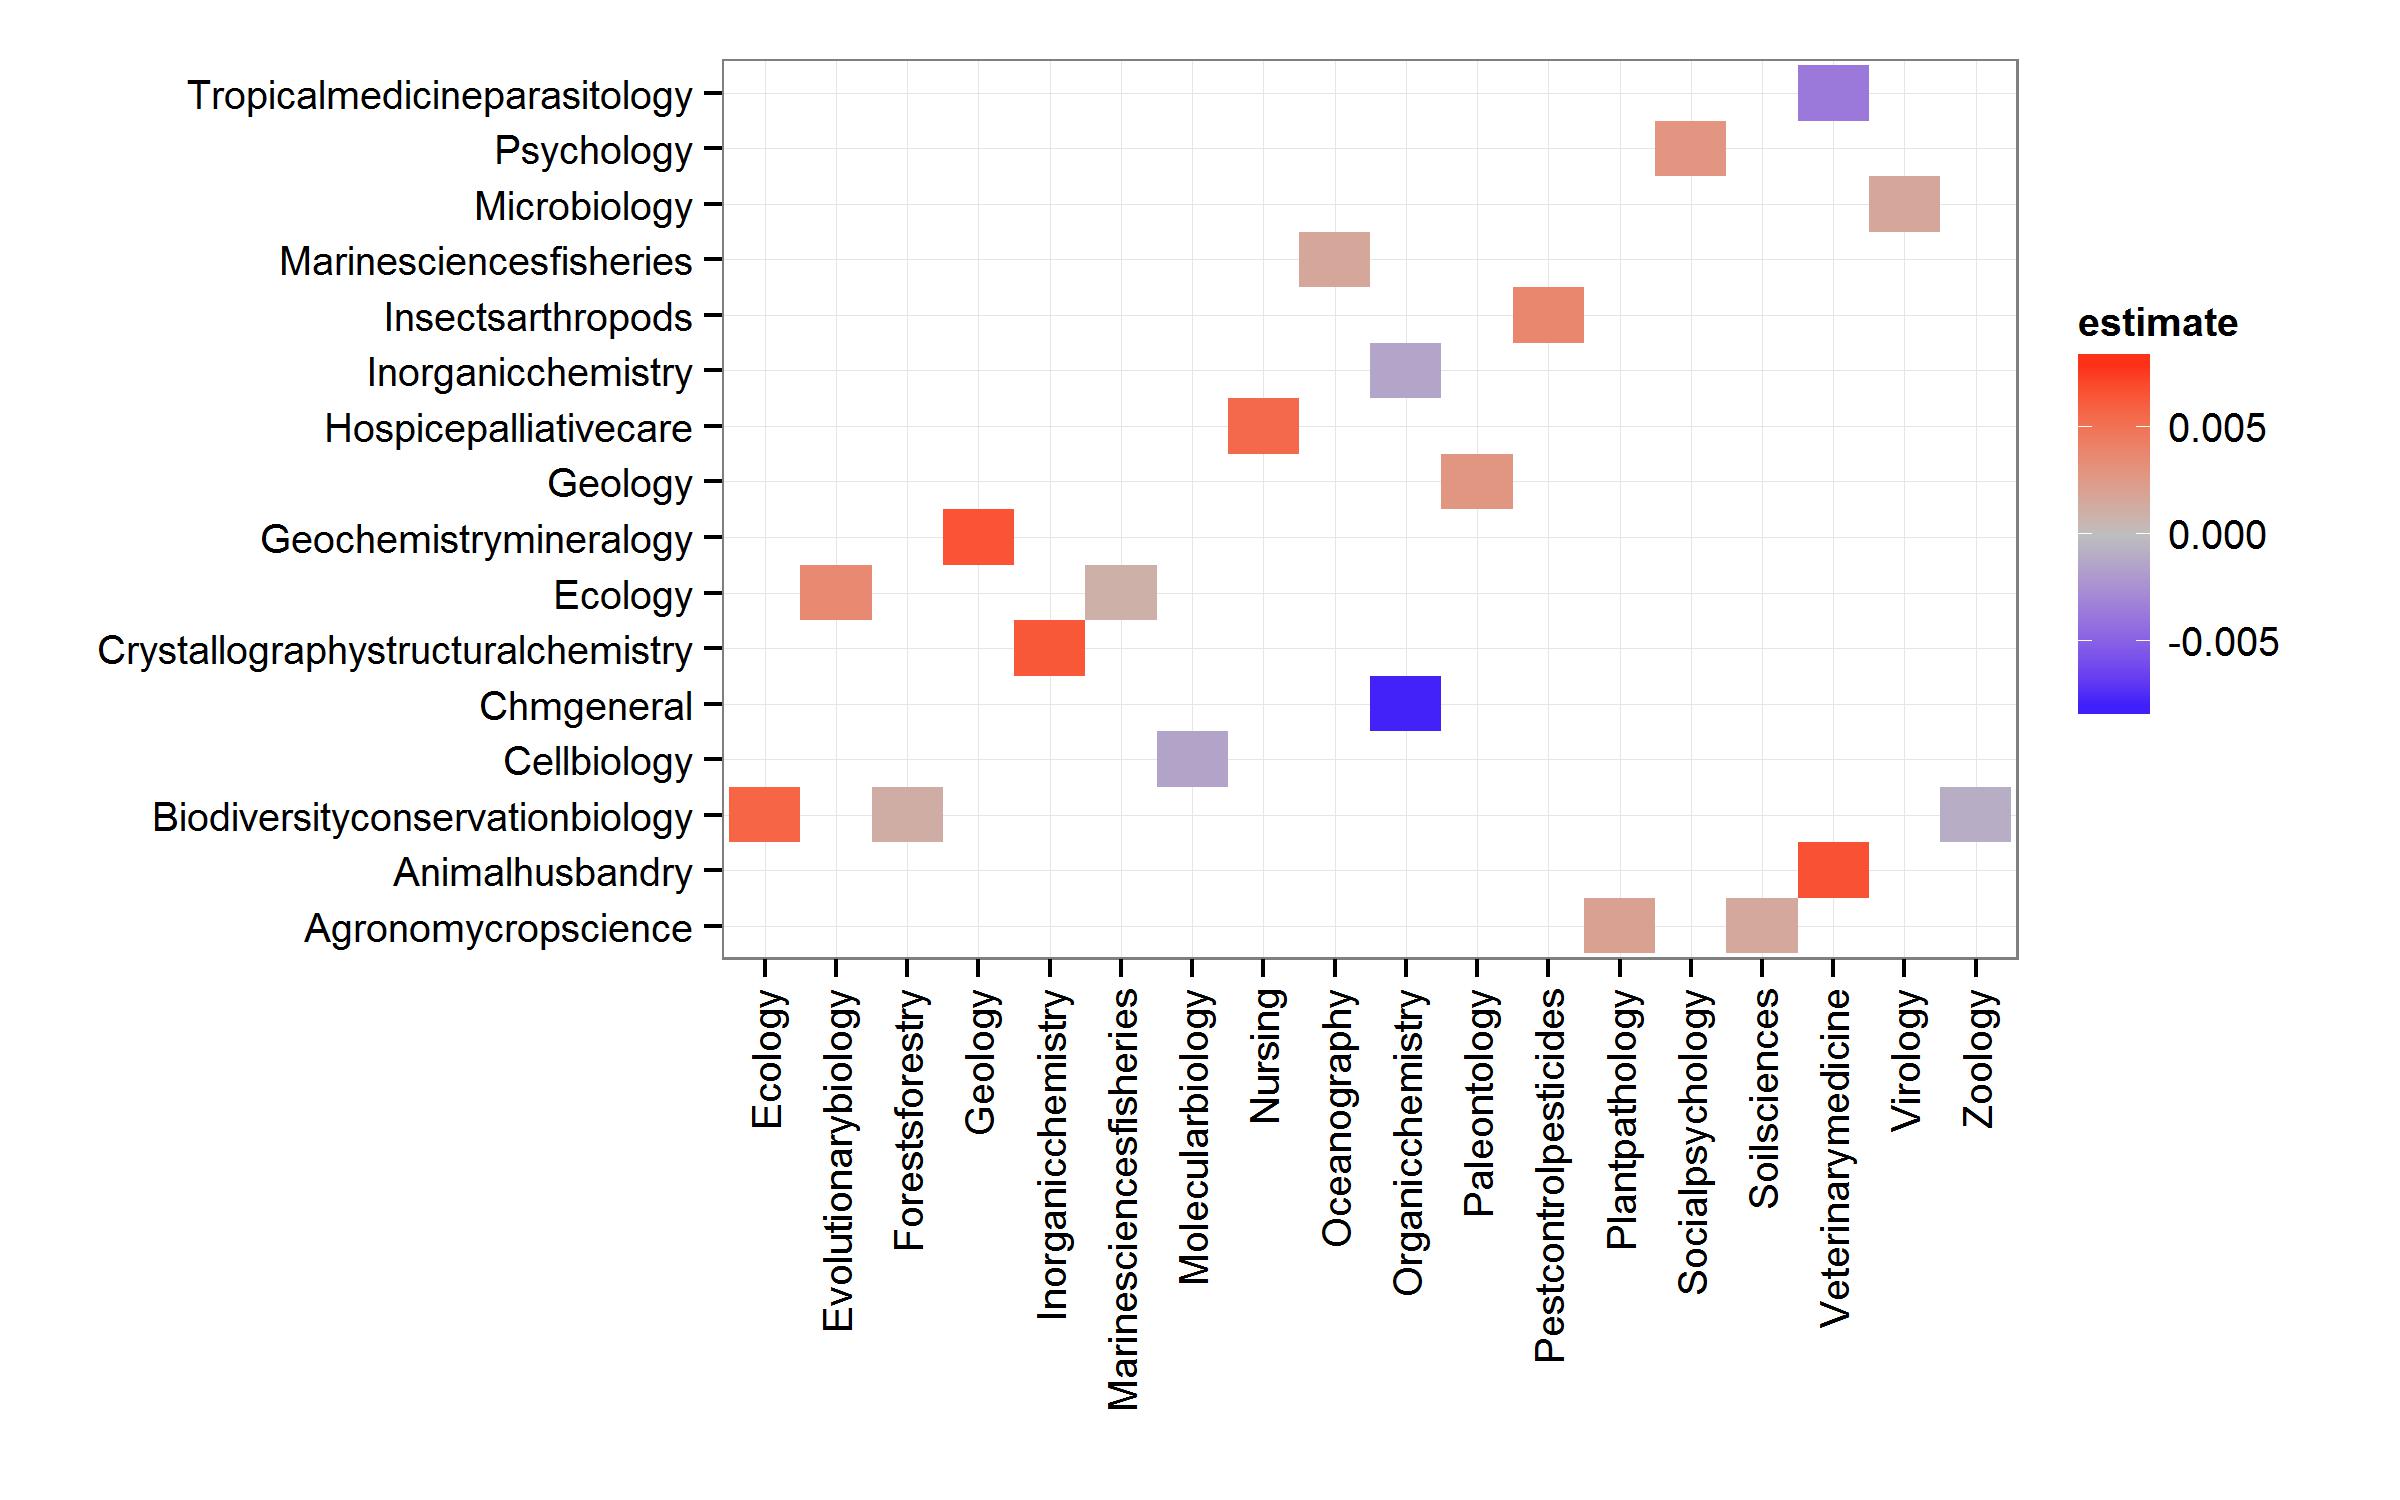 Tropicalmedicineparasitology
Psychology
Microbiology
Marinesciencesfisheries
Insectsarthropods
Inorganicchemistry
Hospicepalliativecare
Geology
Geochemistrymineralogy
Ecology
Crystallographystructuralchemistry
Chmgeneral
Cellbiology
Biodiversityconservationbiology
Animalhusbandry
Agronomycropscience
Ecology
Evolutionarybiology
Forestsforestry
Geology
Inorganicchemistry
Marinesciencesfisheries
Molecularbiology
Nursing
Oceanography
Organicchemistry
Paleontology
Pestcontrolpesticides
Plantpathology
Socialpsychology
Soilsciences
Veterinarymedicine
Virology
Zoology
estimate
0.005
0.000
-0.005